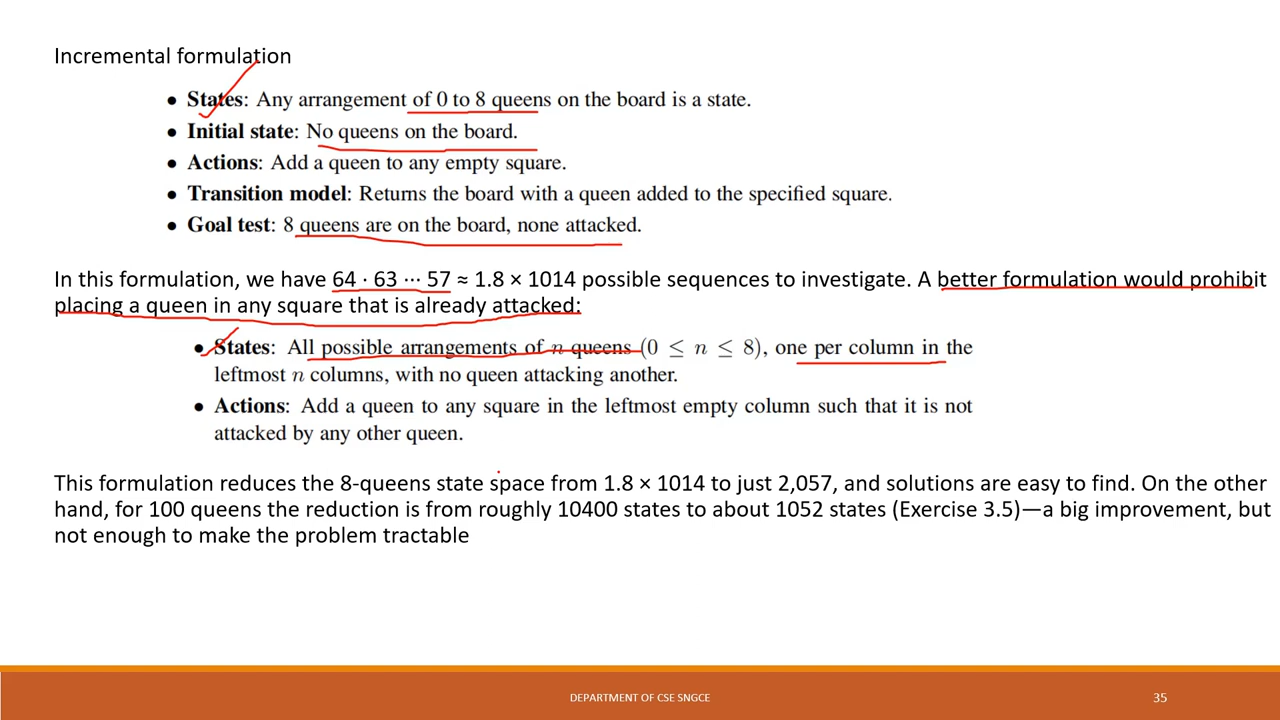 Incremental formulation
● States: Any arrangement of 0 to 8 queens on the board is a state.
● Initial state: No queens on the board.
● Actions: Add a queen to any empty square.
● Transition model: Returns the board with a queen added to the specified square.
● Goal test: 8 queens are on the board, none attacked.
In this formulation, we have 64 · 63 ··· 57 ≈ 1.8 × 1014 possible sequences to investigate. A better formulation would prohibit
placing a queen in any square that is already attacked:
● States: All possible arrangements of n queens (0 ≤ n ≤ 8), one per column in the
leftmost n columns, with no queen attacking another.
● Actions: Add a queen to any square in the leftmost empty column such that it is not
attacked by any other queen.
This formulation reduces the 8-queens state space from 1.8 × 1014 to just 2,057, and solutions are easy to find. On the other
hand, for 100 queens the reduction is from roughly 10400 states to about 1052 states (Exercise 3.5)—a big improvement, but
not enough to make the problem tractable
DEPARTMENT OF CSE SNGCE
35